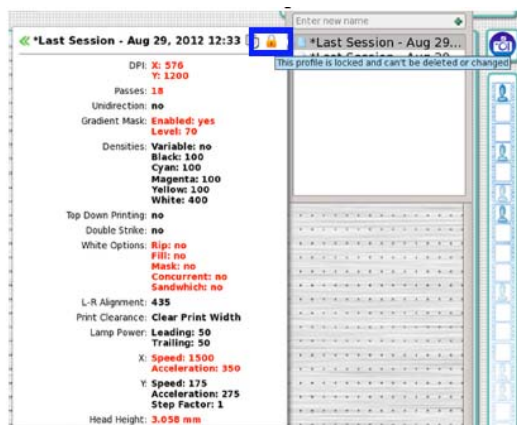 Enter new name
*Last Session - Aug 29, 2012 12:33
*Last Session - Aug 29...
This profile is locked and can't be deleted or changed
DPI: X: 576
Y: 1200
Passes: 18
Unidirection: no
Gradient Mask: Enabled: yes
Level: 70
Densities: Variable: no
Black: 100
Cyan: 100
Magenta: 100
Yellow: 100
White: 400
Top Down Printing: no
Double Strike: no
White Options: Rip: no
Fill: no
Mask: no
Concurrent: no
Sandwhich: no
L-R Alignment: 435
Print Clearance: Clear Print Width
Lamp Power: Leading: 50
Trailing: 50
X: Speed: 1500
Acceleration: 350
Y: Speed: 175
Acceleration: 275
Step Factor: 1
Head Height: 3.058 mm